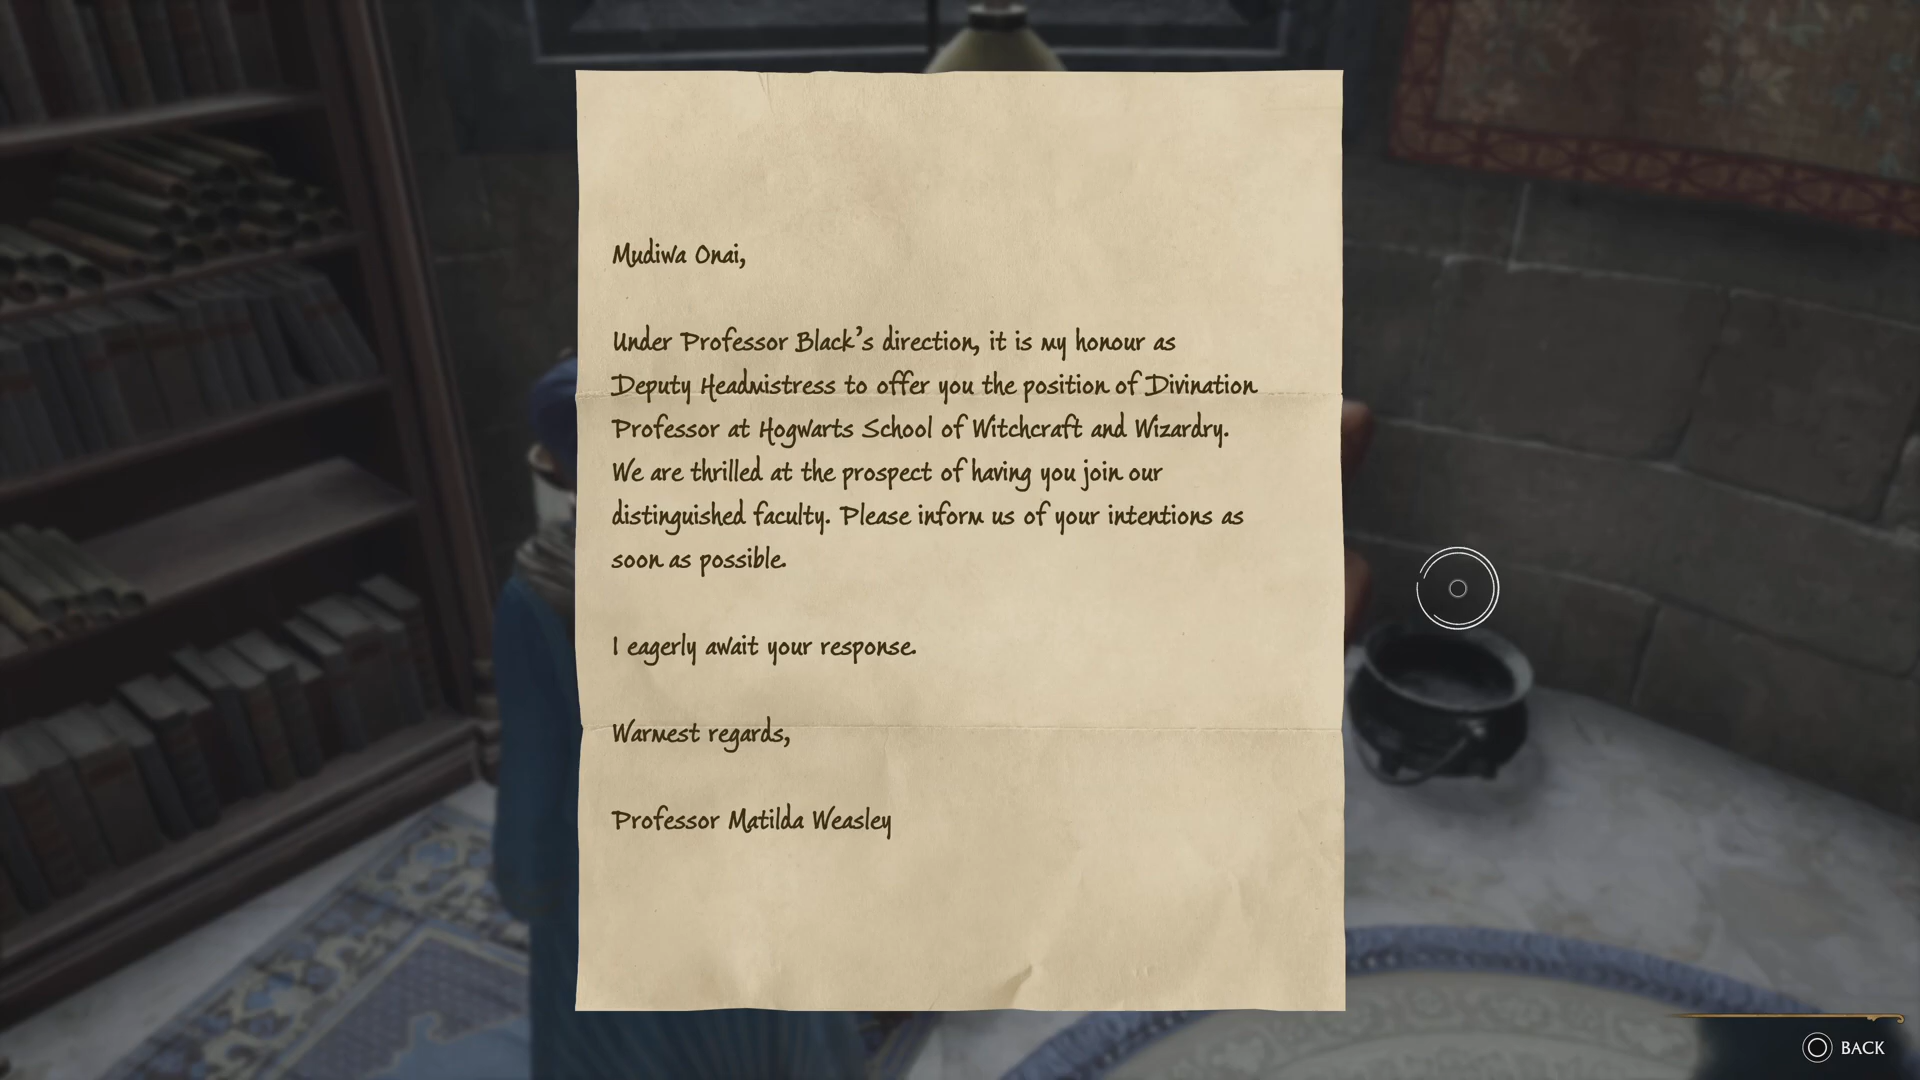 Mudiwa Onai,
Under Professor Black's direction, it is my honour as
Deputy Headmistress to offer you the position of Divination
Professor at Hogwarts School of Witchcraft and Wizardry.
We are thrilled at the prospect of having you join our
distinguished faculty. Please inform us of your intentions as
soon as possible.
I eagerly await your response.
Warmest regards,
Professor Matilda Weasley
BACK